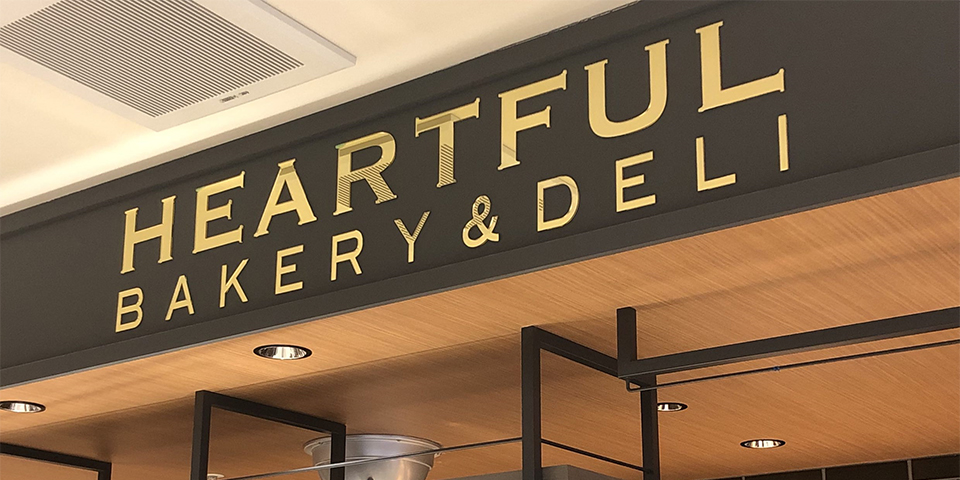 HEARTFUL
BAKERY & DELI